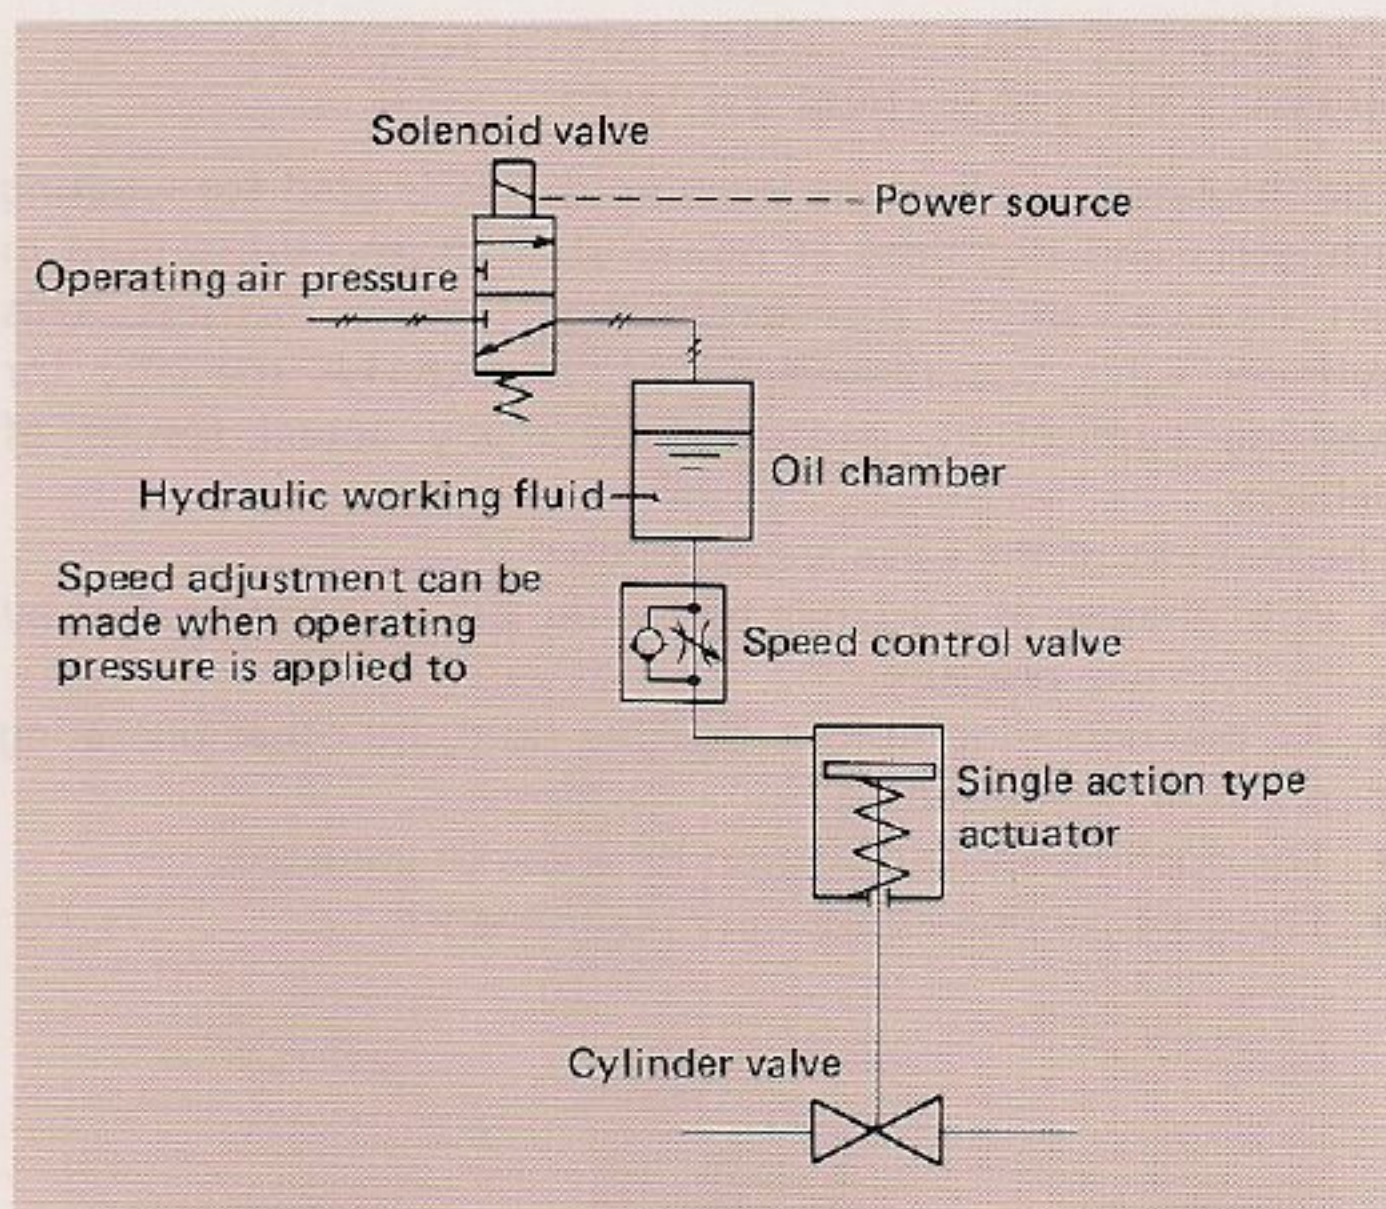 Solenoid valve
Power source
Operating air pressure
Oil chamber
Hydraulic working fluid
Speed adjustment can be
made when operating
pressure is applied to
Speed control valve
Single action type
actuator
Cylinder valve